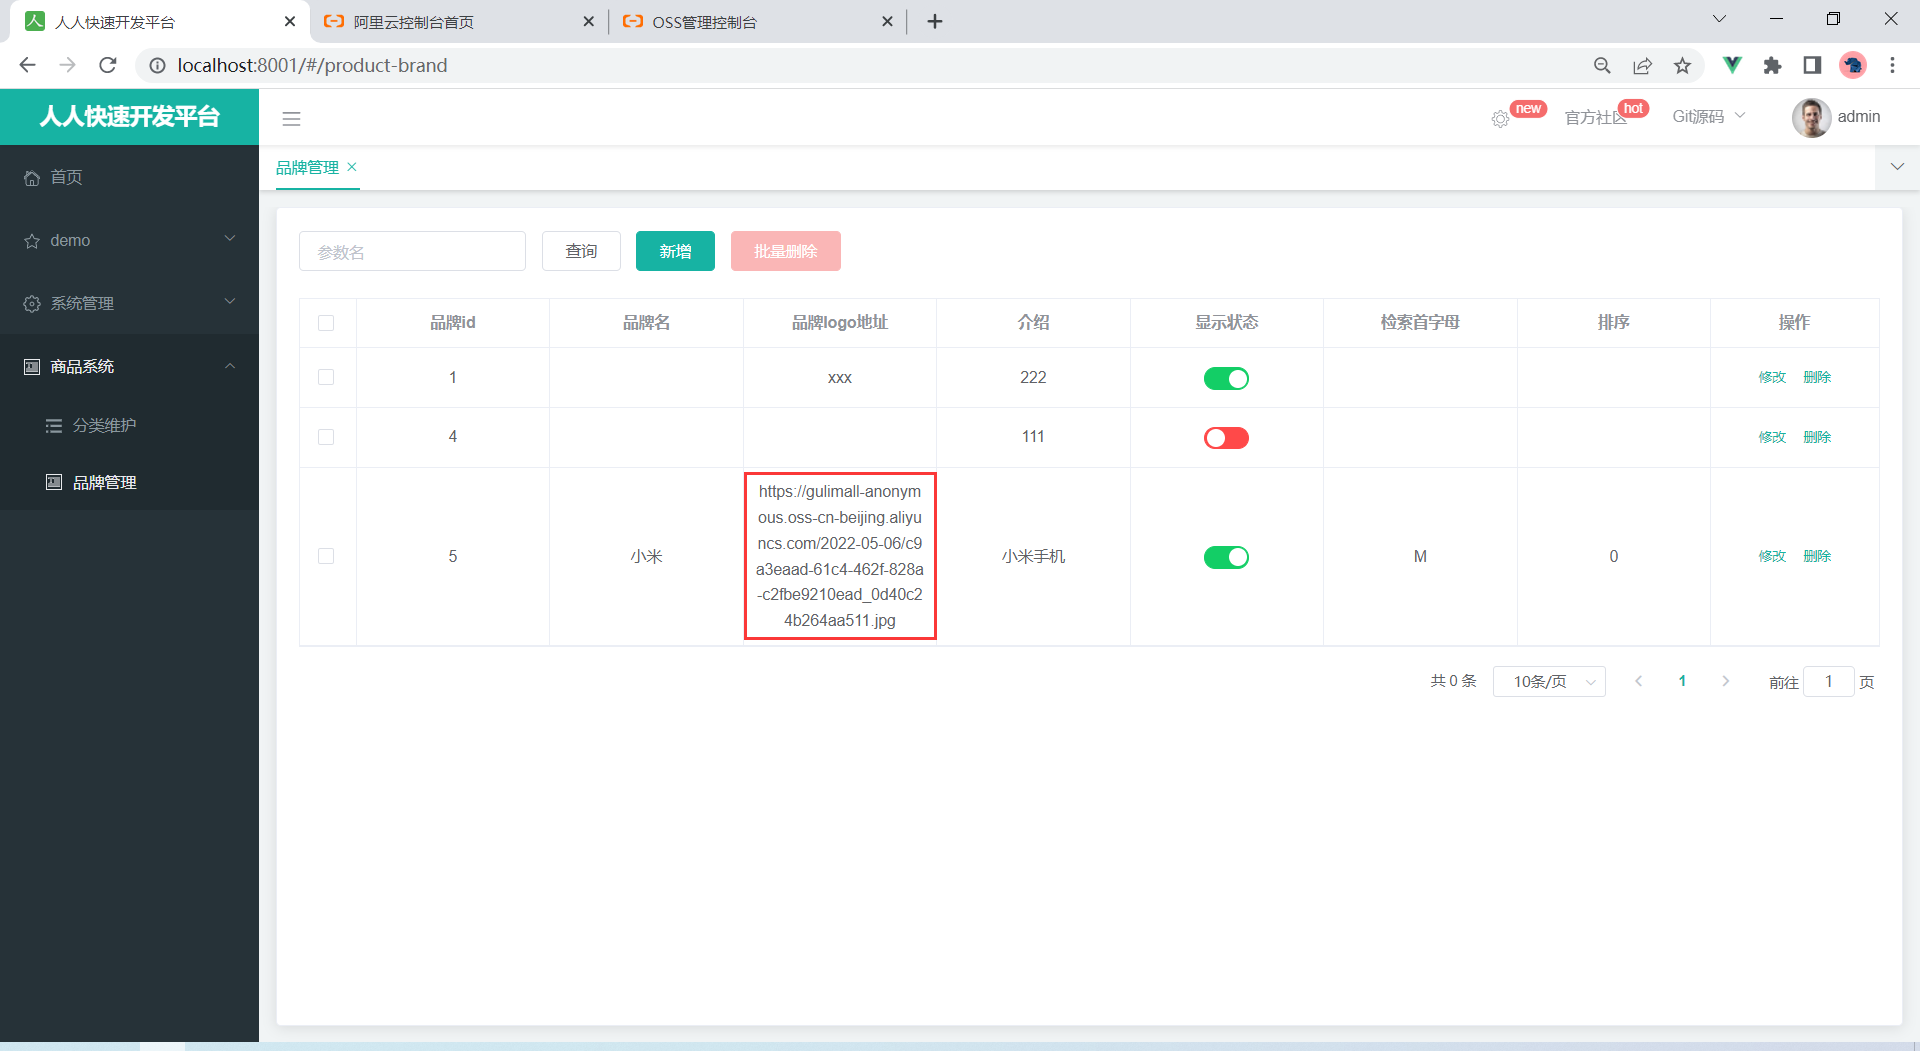 人人快速开发平台
阿里云控制台首页
OSS管理控制台
localhost:8001/#/product-brand
人人快速开发平台
new
官方社区
hot
Git源码
admin
首页
demo
系统管理
商品系统
分类维护
品牌管理
品牌管理
参数名
查询
新增
批量删除
品牌id 品牌名 品牌logo地址 介绍 显示状态 检索首字母 排序 操作
1 xxx 222 修改 删除
4 111 修改 删除
https://gulimall-anonym
ous.oss-cn-beijing.aliyu
ncs.com/2022-05-06/c9
a3eaad-61c4-462f-828a
-c2fbe9210ead_0d40c2
4b264aa511.jpg
5 小米 小米手机 M 0 修改 删除
共 0 条 10条/页 1 前往 1 页